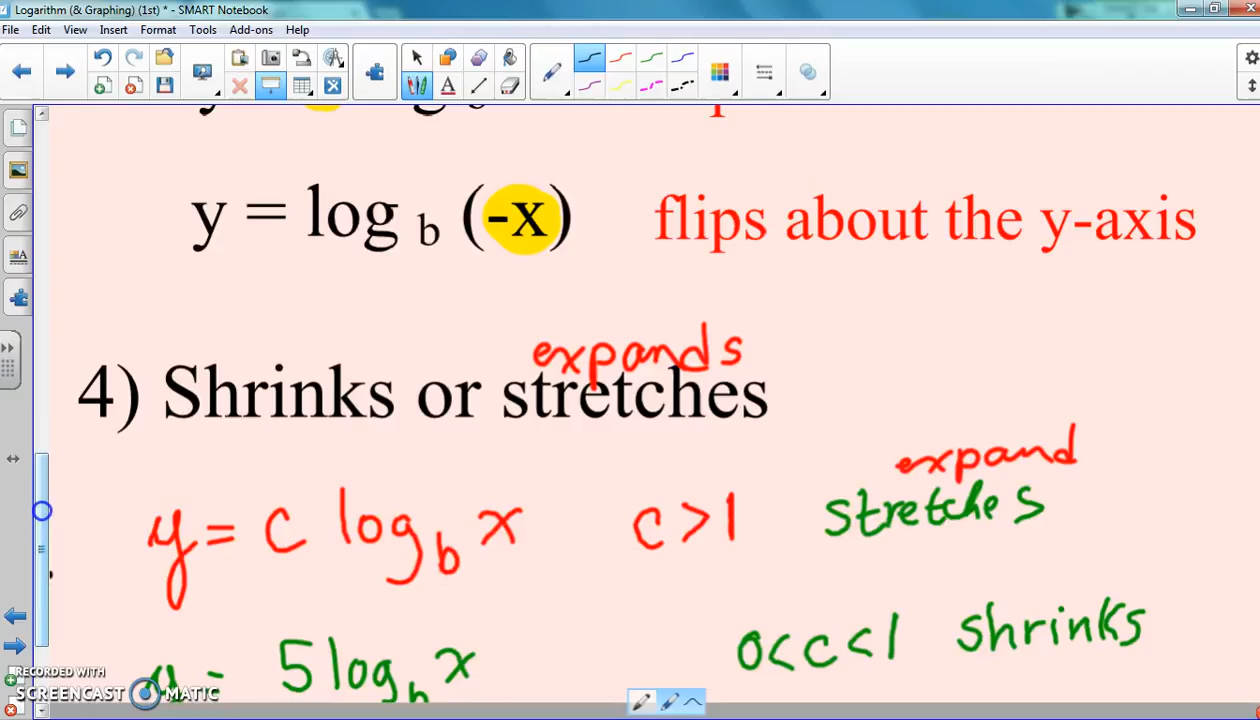 Logarithm (& Graphing) (1st) * - SMART Notebook
File Edit View Insert Format Tools Add-ons Help
y = log b (-x) flips about the y-axis
expands
4) Shrinks or stretches
expand
y = c log b x c > 1 stretches
0 < c < 1 shrinks
y = 5 log b x
RECORDED WITH
SCREENCAST MATIC